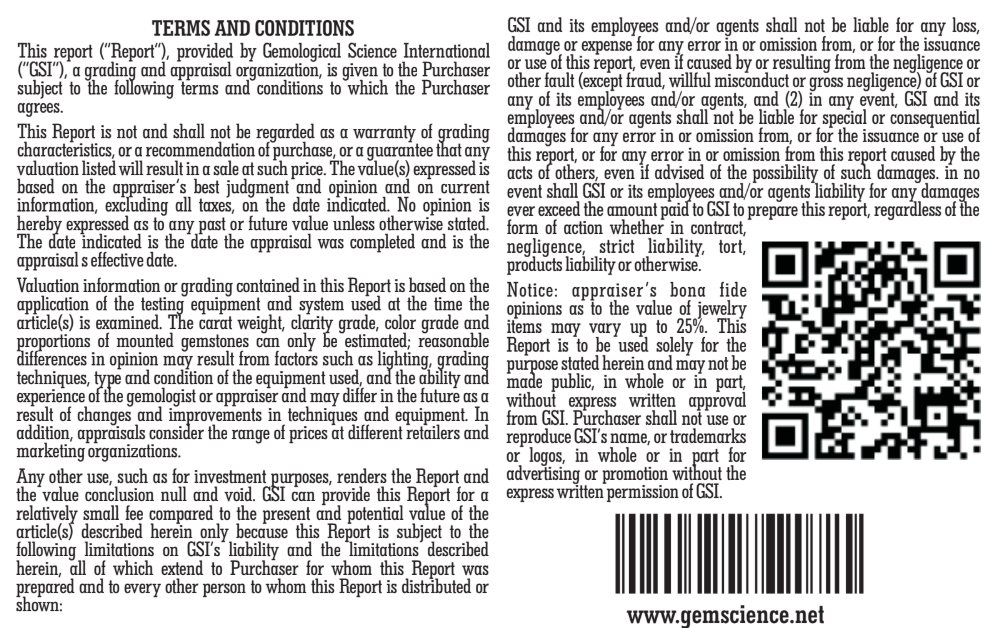 TERMS AND CONDITIONS
This report (“Report”), provided by Gemological Science International
(“GSI”), a grading and appraisal organization, is given to the Purchaser
subject to the following terms and conditions to which the Purchaser
agrees.
This Report is not and shall not be regarded as a warranty of grading
characteristics, or a recommendation of purchase, or a guarantee that any
valuation listed will result in a sale at such price. The value(s) expressed is
based on the appraiser’s best judgment and opinion and on current
information, excluding all taxes, on the date indicated. No opinion is
hereby expressed as to any past or future value unless otherwise stated.
The date indicated is the date the appraisal was completed and is the
appraisal s effective date.
Valuation information or grading contained in this Report is based on the
application of the testing equipment and system used at the time the
article(s) is examined. The carat weight, clarity grade, color grade and
proportions of mounted gemstones can only be estimated; reasonable
differences in opinion may result from factors such as lighting, grading
techniques, type and condition of the equipment used, and the ability and
experience of the gemologist or appraiser and may differ in the future as a
result of changes and improvements in techniques and equipment. In
addition, appraisals consider the range of prices at different retailers and
marketing organizations.
Any other use, such as for investment purposes, renders the Report and
the value conclusion null and void. GSI can provide this Report for a
relatively small fee compared to the present and potential value of the
article(s) described herein only because this Report is subject to the
following limitations on GSI’s liability and the limitations described
herein, all of which extend to Purchaser for whom this Report was
prepared and to every other person to whom this Report is distributed or
shown:
GSI and its employees and/or agents shall not be liable for any loss,
damage or expense for any error in or omission from, or for the issuance
or use of this report, even if caused by or resulting from the negligence or
other fault (except fraud, willful misconduct or gross negligence) of GSI or
any of its employees and/or agents, and (2) in any event, GSI and its
employees and/or agents shall not be liable for special or consequential
damages for any error in or omission from, or for the issuance or use of
this report, or for any error in or omission from this report caused by the
acts of others, even if advised of the possibility of such damages. in no
event shall GSI or its employees and/or agents liability for any damages
ever exceed the amount paid to GSI to prepare this report, regardless of the
form of action whether in contract,
negligence, strict liability, tort,
products liability or otherwise.
Notice: appraiser’s bona fide
opinions as to the value of jewelry
items may vary up to 25%. This
Report is to be used solely for the
purpose stated herein and may not be
made public, in whole or in part,
without express written approval
from GSI. Purchaser shall not use or
reproduce GSI’s name, or trademarks
or logos, in whole or in part for
advertising or promotion without the
express written permission of GSI.
www.gemscience.net